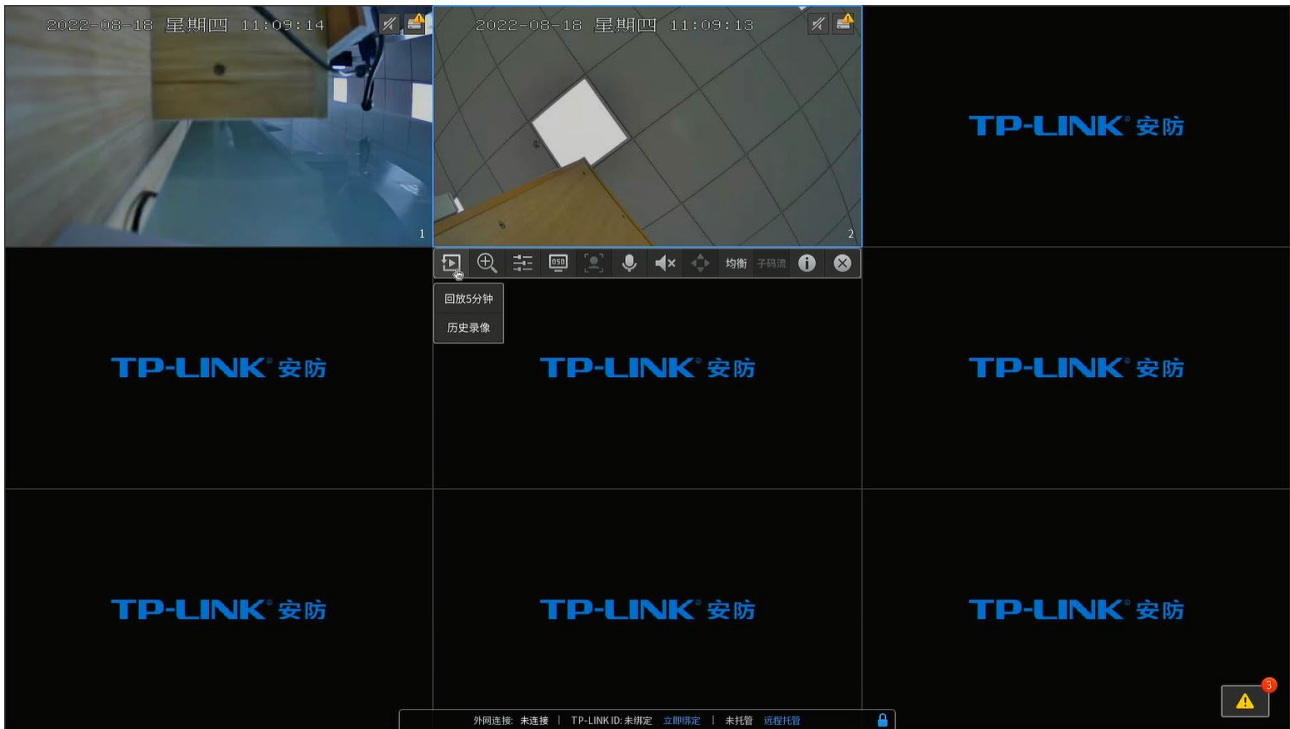 2022-08-18 星期四 11:09:14
1
2022-08-18 星期四 11:09:13
2
TP-LINK® 安防
OSD 均衡 子码流
回放5分钟
历史录像
TP-LINK® 安防
TP-LINK® 安防
TP-LINK® 安防
TP-LINK® 安防
TP-LINK® 安防
TP-LINK® 安防
3
外网连接: 未连接 | TP-LINK ID: 未绑定 立即绑定 | 未托管 远程托管